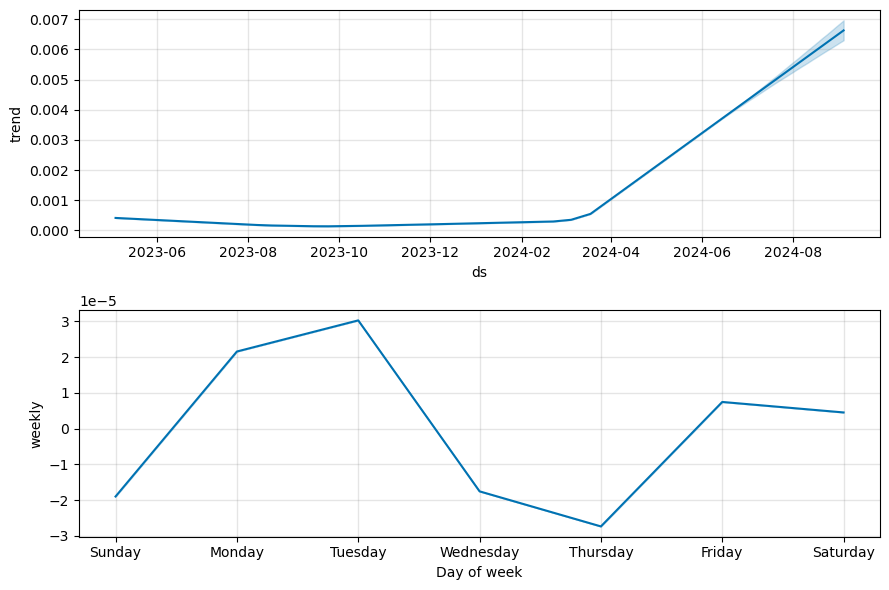 0.007
0.006
0.005
0.004
0.003
0.002
0.001
0.000
trend
2023-06 2023-08 2023-10 2023-12 2024-02 2024-04 2024-06 2024-08
ds
1e−5
3
2
1
0
−1
−2
−3
weekly
Sunday Monday Tuesday Wednesday Thursday Friday Saturday
Day of week